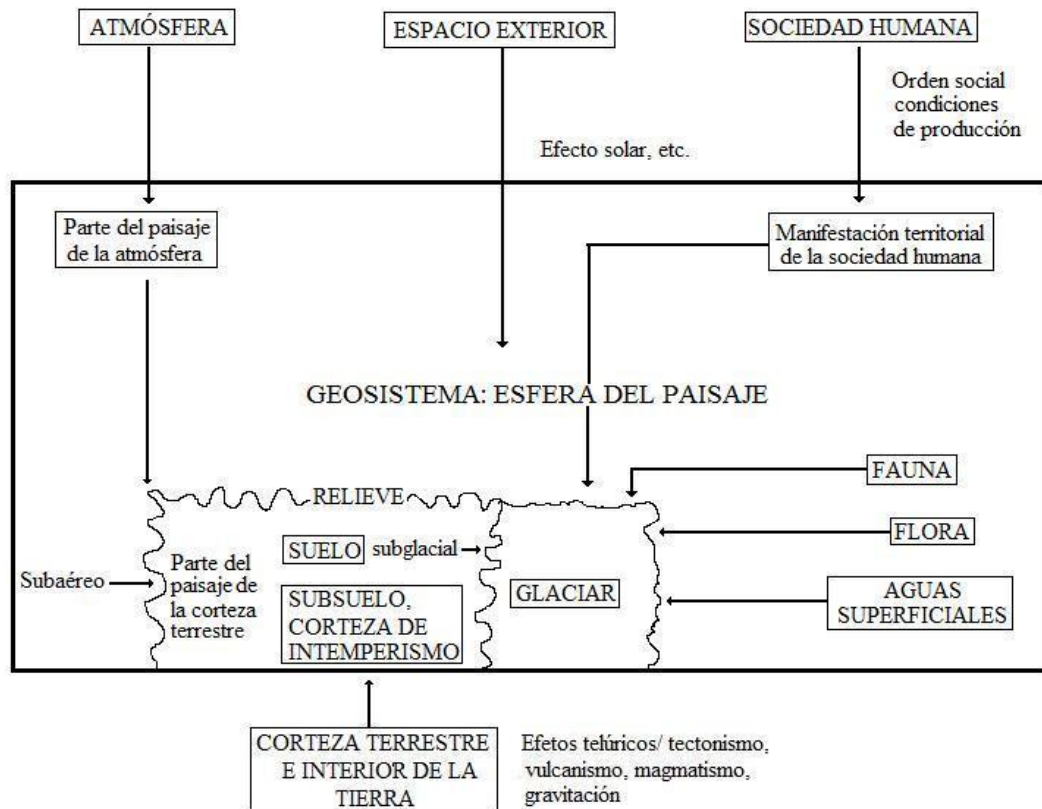 ATMÓSFERA
ESPACIO EXTERIOR
SOCIEDAD HUMANA
Orden social
condiciones
de producción
Efecto solar, etc.
Parte del paisaje
de la atmósfera
Manifestación territorial
de la sociedad humana
GEOSISTEMA: ESFERA DEL PAISAJE
FAUNA
RELIEVE
FLORA
SUELO
subglacial
Subaéreo
Parte del
paisaje de
la corteza
terrestre
SUBSUELO,
CORTEZA DE
INTEMPERISMO
GLACIAR
AGUAS
SUPERFICIALES
CORTEZA TERRESTRE
E INTERIOR DE LA
TIERRA
Efetos telúricos/ tectonismo,
vulcanismo, magmatismo,
gravitación